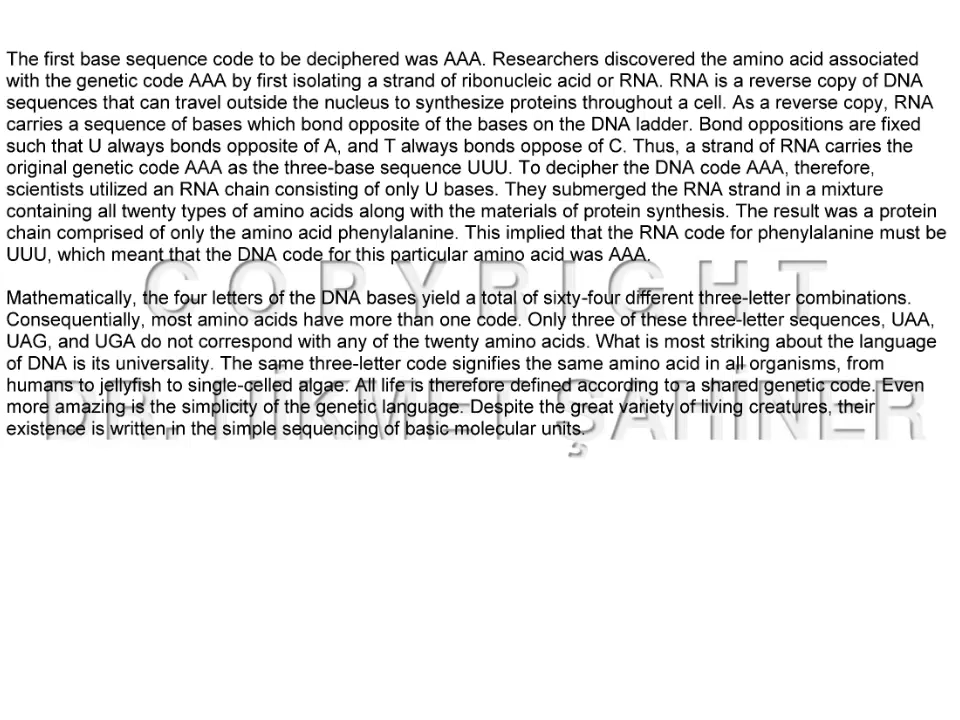 The first base sequence code to be deciphered was AAA. Researchers discovered the amino acid associated
with the genetic code AAA by first isolating a strand of ribonucleic acid or RNA. RNA is a reverse copy of DNA
sequences that can travel outside the nucleus to synthesize proteins throughout a cell. As a reverse copy, RNA
carries a sequence of bases which bond opposite of the bases on the DNA ladder. Bond oppositions are fixed
such that U always bonds opposite of A, and T always bonds oppose of C. Thus, a strand of RNA carries the
original genetic code AAA as the three-base sequence UUU. To decipher the DNA code AAA, therefore,
scientists utilized an RNA chain consisting of only U bases. They submerged the RNA strand in a mixture
containing all twenty types of amino acids along with the materials of protein synthesis. The result was a protein
chain comprised of only the amino acid phenylalanine. This implied that the RNA code for phenylalanine must be
UUU, which meant that the DNA code for this particular amino acid was AAA.
COPYRIGHT
Mathematically, the four letters of the DNA bases yield a total of sixty-four different three-letter combinations.
Consequentially, most amino acids have more than one code. Only three of these three-letter sequences, UAA,
UAG, and UGA do not correspond with any of the twenty amino acids. What is most striking about the language
of DNA is its universality. The same three-letter code signifies the same amino acid in all organisms, from
humans to jellyfish to single-celled algae. All life is therefore defined according to a shared genetic code. Even
more amazing is the simplicity of the genetic language. Despite the great variety of living creatures, their
existence is written in the simple sequencing of basic molecular units.
DR. HİKMET ŞAHİNER